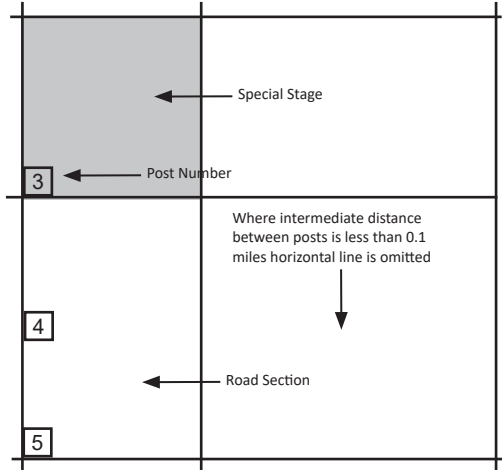 Special Stage
3
Post Number
Where intermediate distance
between posts is less than 0.1
miles horizontal line is omitted
4
Road Section
5